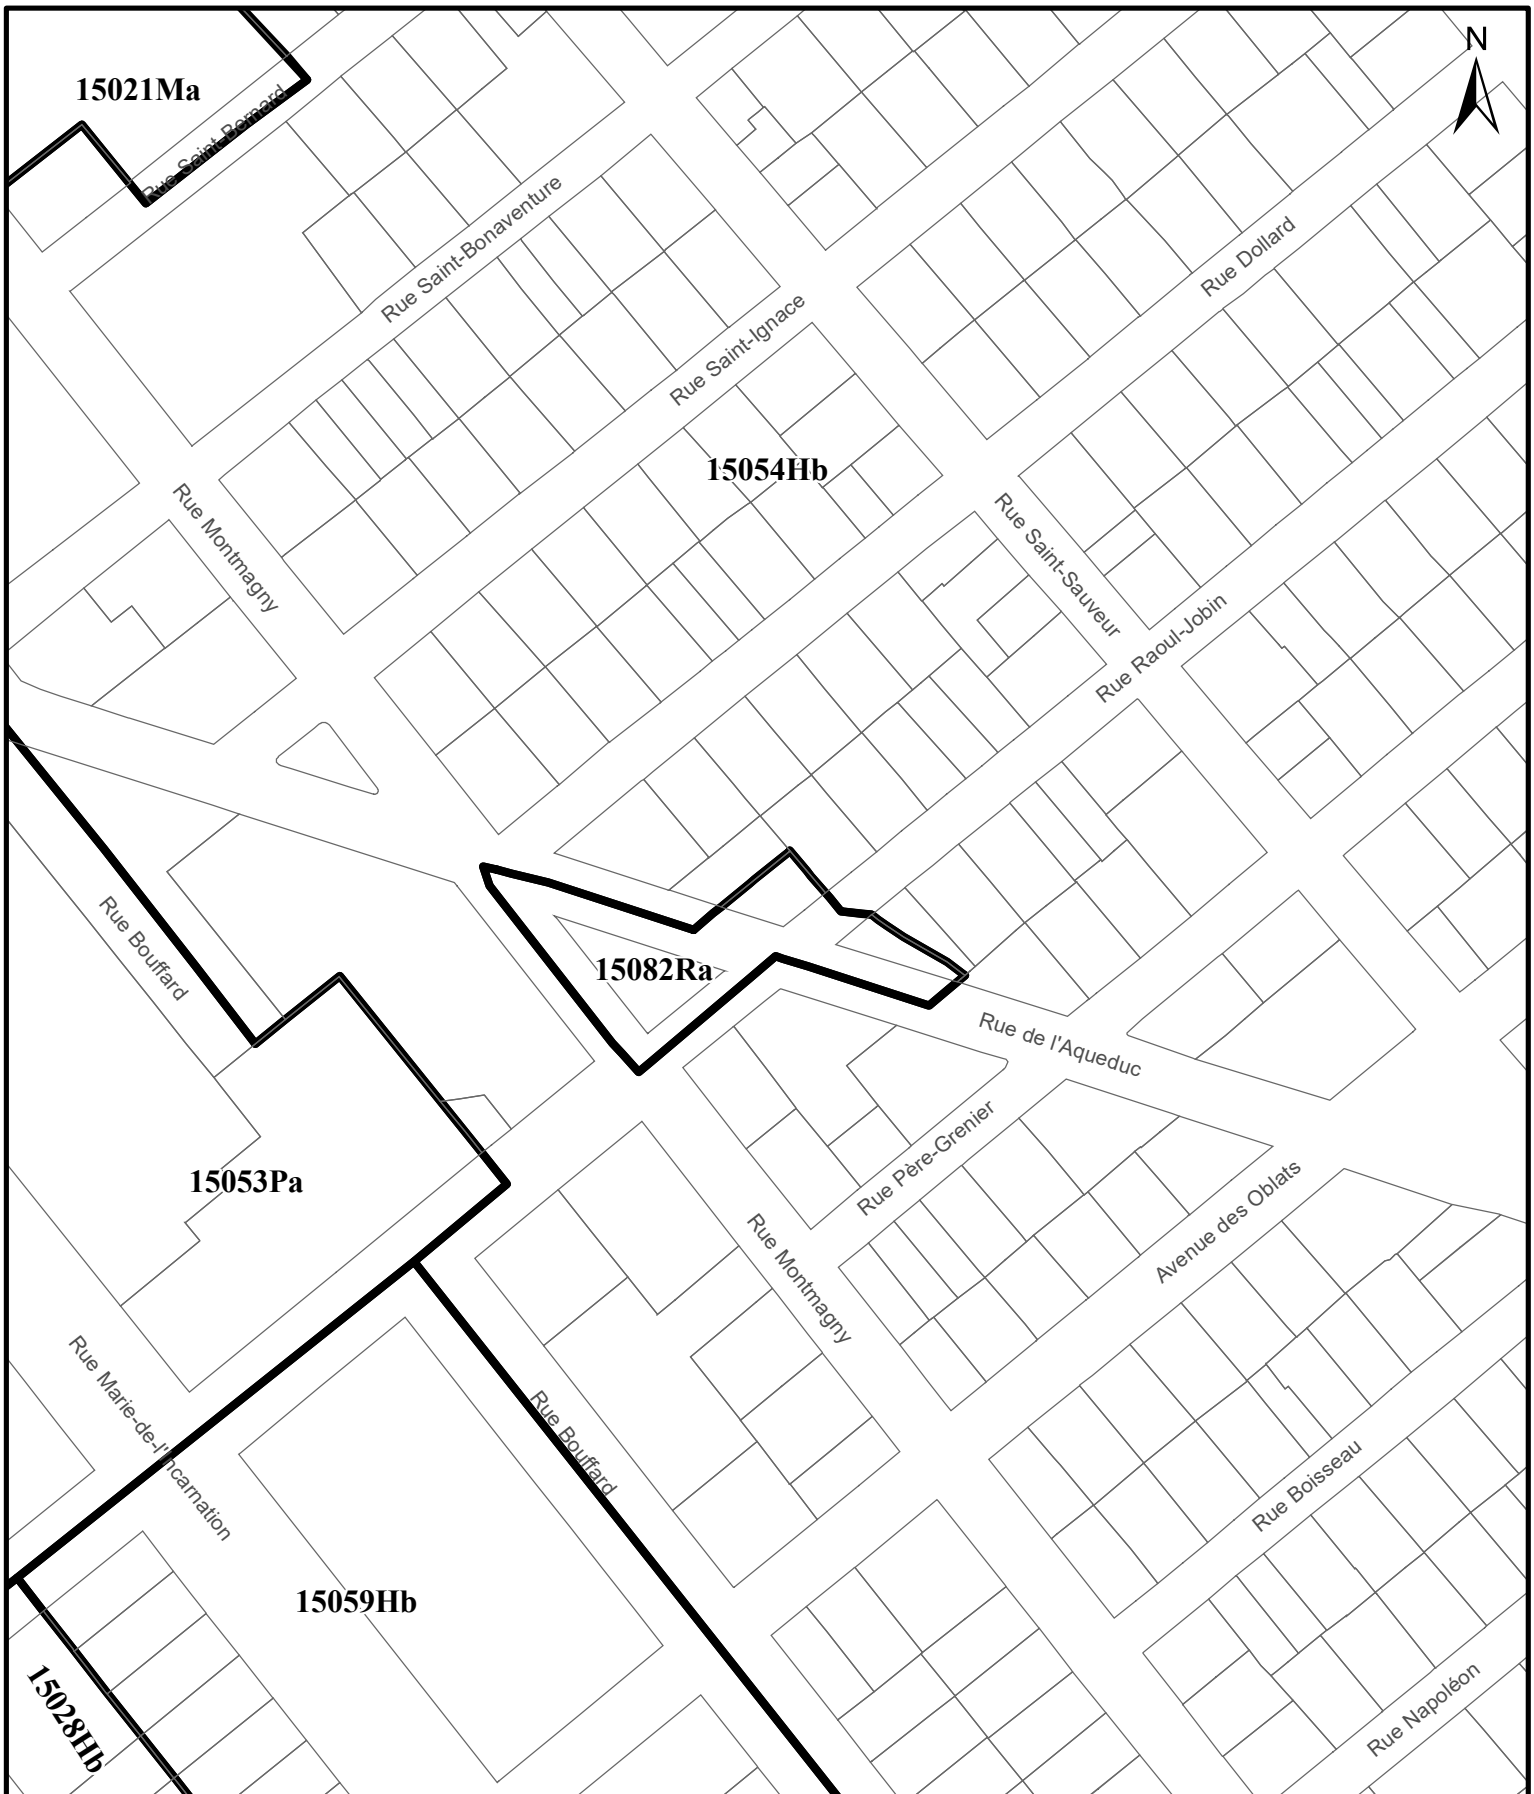 N
15021Ma
Rue Saint-Bernard
Rue Saint-Bonaventure
Rue Dollard
Rue Saint-Ignace
15054Hb
Rue Montmagny
Rue Saint-Sauveur
Rue Raoul-Jobin
Rue Bouffard
15082Ra
Rue de l'Aqueduc
Rue Père-Grenier
15053Pa
Avenue des Oblats
Rue Montmagny
Rue Marie-de-l'Incarnation
Rue Bouffard
Rue Boisseau
15059Hb
15028Hb
Rue Napoléon